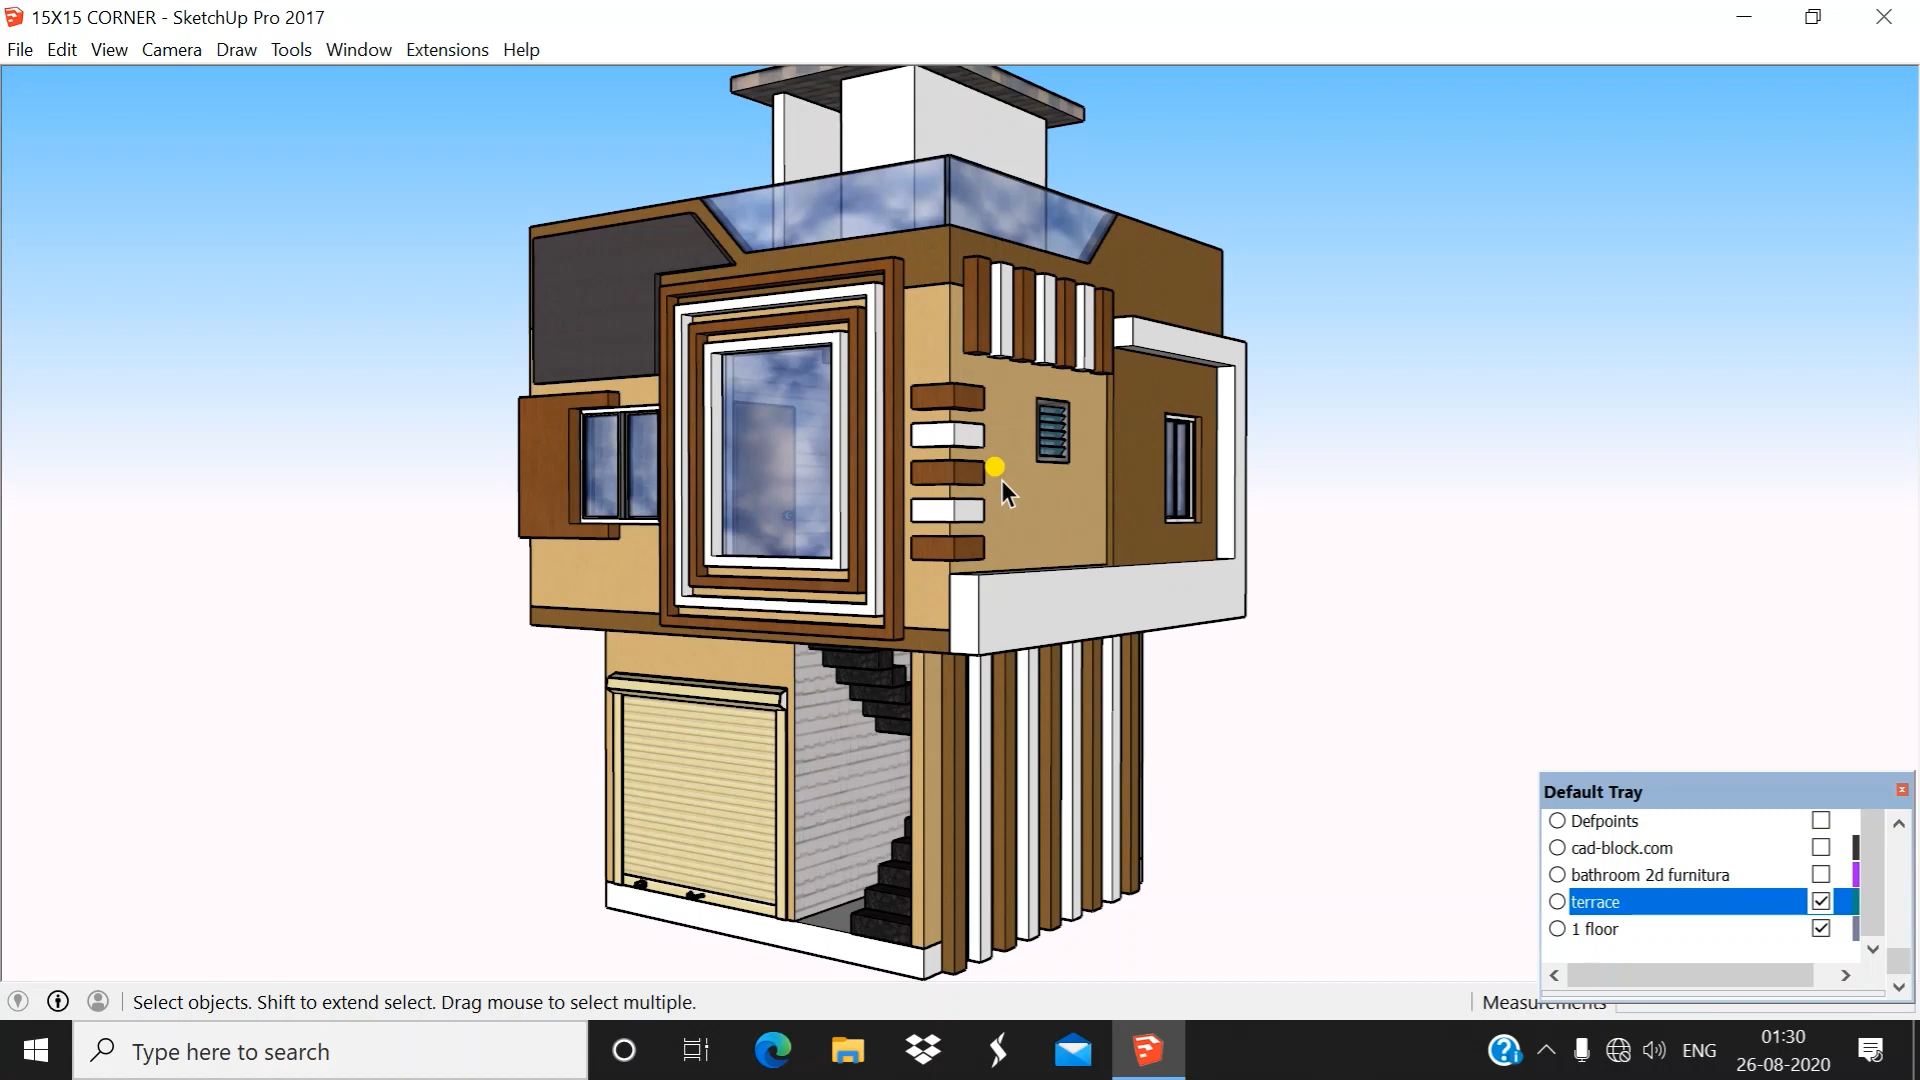 15X15 CORNER - SketchUp Pro 2017
File Edit View Camera Draw Tools Window Extensions Help
Default Tray
Defpoints
cad-block.com
bathroom 2d furnitura
terrace
1 floor
Select objects. Shift to extend select. Drag mouse to select multiple.
Measurements
Type here to search
ENG
01:30
26-08-2020